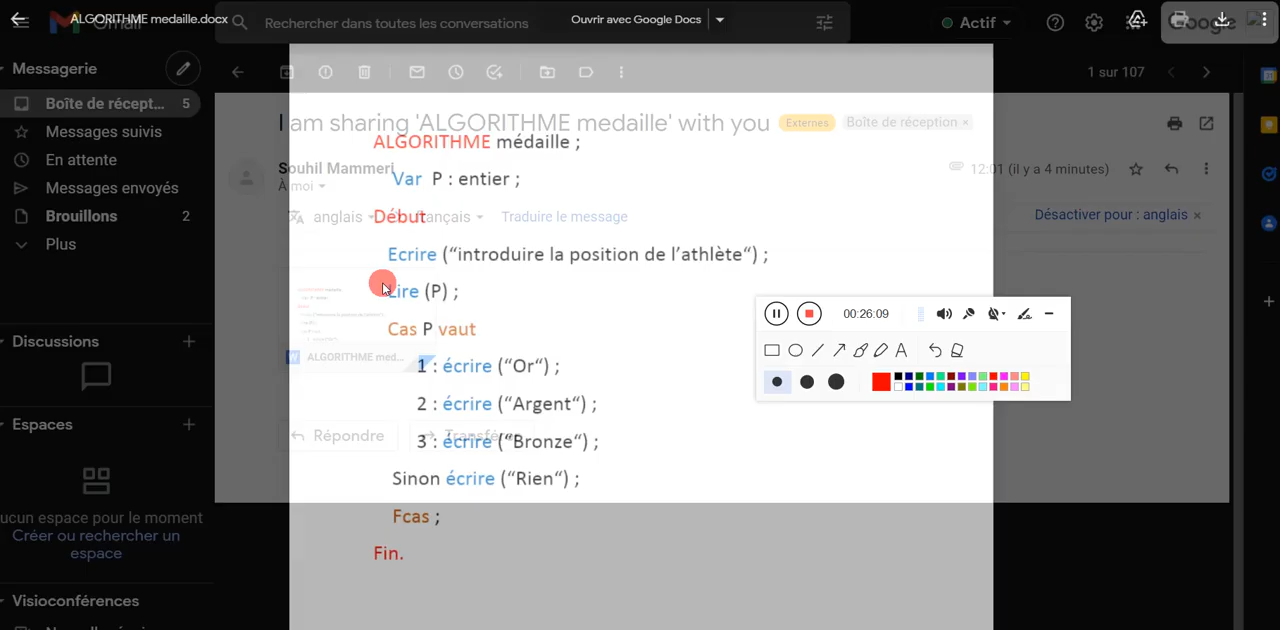 ALGORITHME medaille.docx
Rechercher dans toutes les conversations
Ouvrir avec Google Docs
Actif
Google
Messagerie
1 sur 107
Boîte de récept... 5
Messages suivis
I am sharing 'ALGORITHME medaille' with you Externes Boîte de réception ×
ALGORITHME médaille ;
En attente
Souhil Mammeri
12:01 (il y a 4 minutes)
Var P : entier ;
À moi
Messages envoyés
Brouillons 2
anglais français Traduire le message
Désactiver pour : anglais ×
Début
Plus
Ecrire (“introduire la position de l’athlète“) ;
Lire (P) ;
00:26:09
Cas P vaut
Discussions
ALGORITHME med...
1 : écrire (“Or“) ;
2 : écrire (“Argent“) ;
Espaces
Répondre
3 : écrire (“Bronze“) ;
Sinon écrire (“Rien“) ;
ucun espace pour le moment
Fcas ;
Créer ou rechercher un
espace
Fin.
Visioconférences